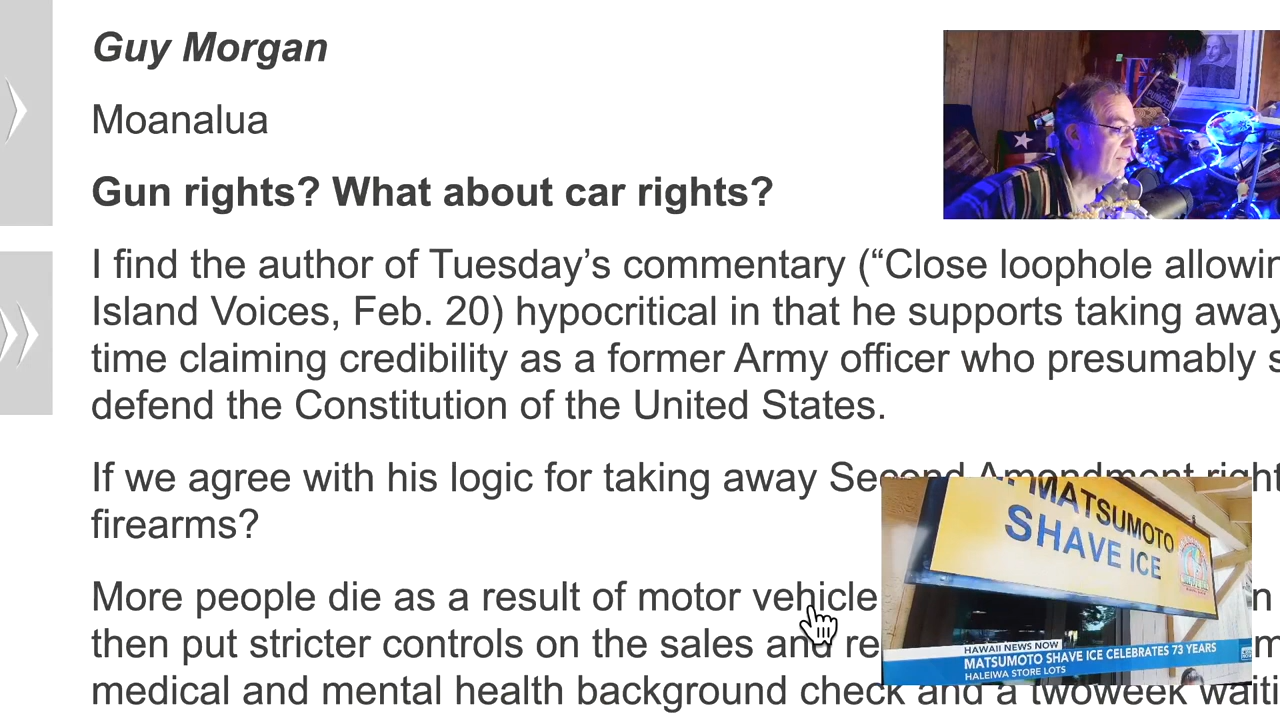 Guy Morgan
Moanalua
Gun rights? What about car rights?
I find the author of Tuesday’s commentary (“Close loophole
Island Voices, Feb. 20) hypocritical in that he supports taking away
time claiming credibility as a former Army officer who presumably
defend the Constitution of the United States.
If we agree with his logic for taking away Second Amendment
firearms?
More people die as a result of motor vehicle
then put stricter controls on the sales and
medical and mental health background check and a twoweek
MATSUMOTO
SHAVE ICE
HAWAII NEWS NOW
MATSUMOTO SHAVE ICE CELEBRATES 73 YEARS
HALEIWA STORE LOTS